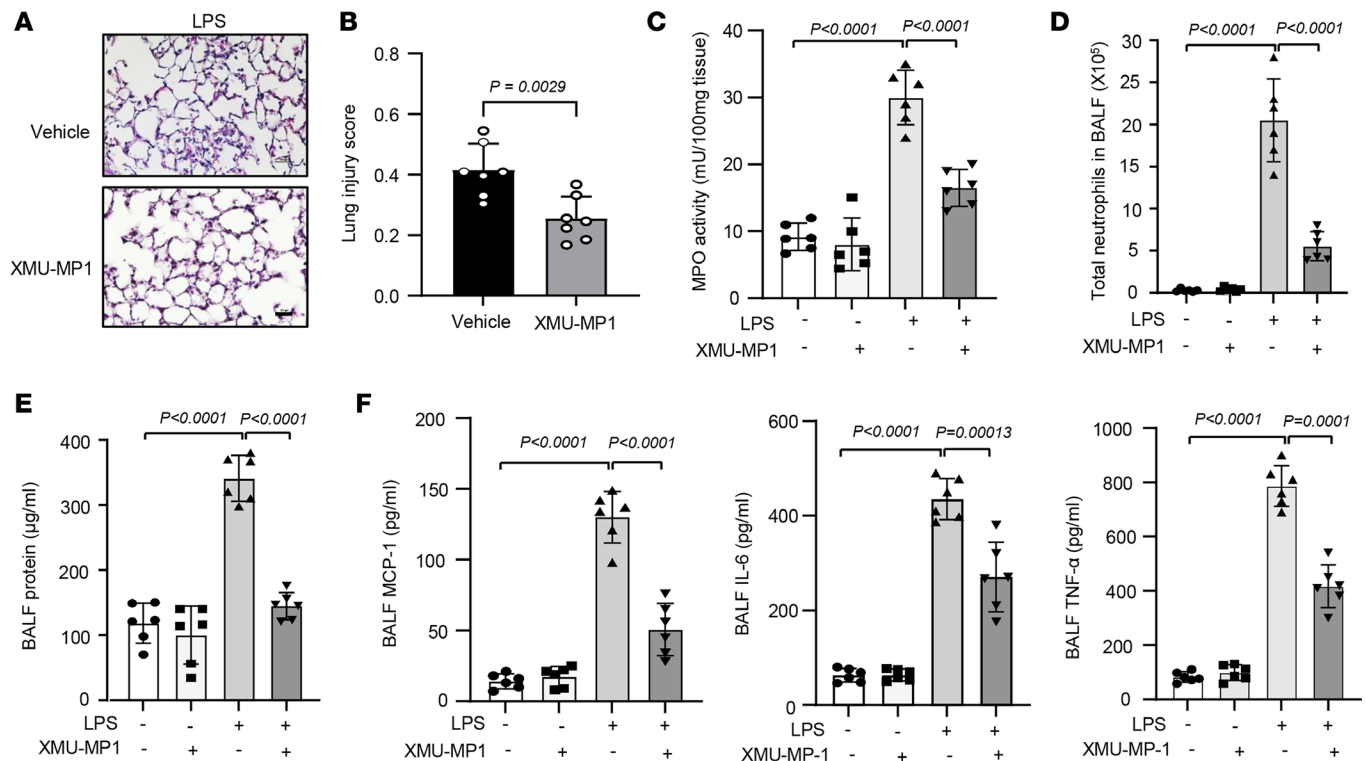 A
LPS
Vehicle
XMU-MP1
B
Lung injury score
0.8
0.6
0.4
0.2
0.0
P = 0.0029
Vehicle XMU-MP1
C
MPO activity (mU/100mg tissue)
40
30
20
10
0
P<0.0001 P<0.0001
LPS - - + +
XMU-MP1 - + - +
D
Total neutrophils in BALF (X10⁵)
30
25
20
15
10
5
0
P<0.0001 P<0.0001
LPS - - + +
XMU-MP1 - + - +
E
BALF protein (µg/ml)
400
300
200
100
0
P<0.0001 P<0.0001
LPS - - + +
XMU-MP1 - + - +
F
BALF MCP-1 (pg/ml)
200
150
100
50
0
P<0.0001 P<0.0001
LPS - - + +
XMU-MP1 - + - +
BALF IL-6 (pg/ml)
600
400
200
0
P<0.0001 P=0.00013
LPS - - + +
XMU-MP-1 - + - +
BALF TNF-α (pg/ml)
1000
800
600
400
200
0
P<0.0001 P=0.0001
LPS - - + +
XMU-MP-1 - + - +